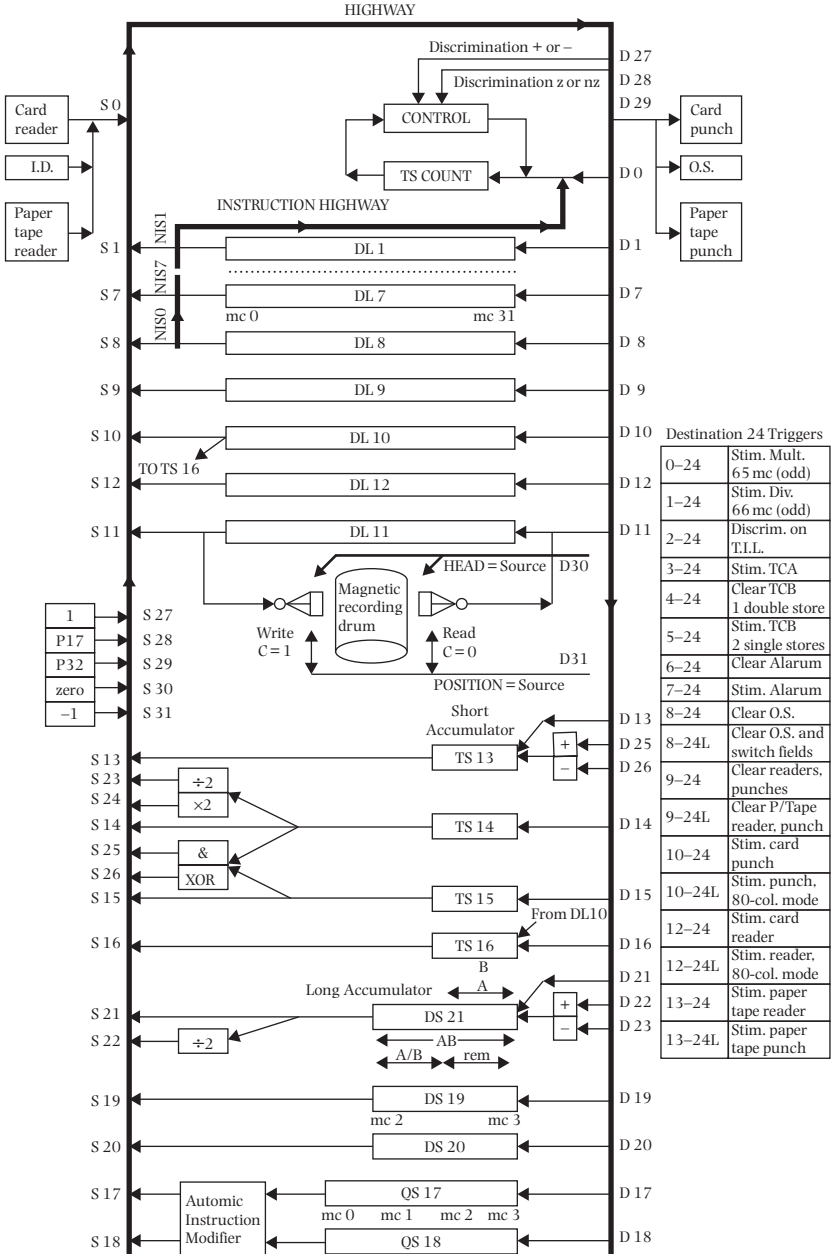 HIGHWAY
Discrimination + or –
D 27
Discrimination z or nz
D 28
S 0
D 29
Card
reader
CONTROL
Card
punch
I.D.
TS COUNT
D 0
O.S.
Paper
tape
reader
INSTRUCTION HIGHWAY
Paper
tape
punch
NIS1
S 1
DL 1
D 1
NIS7
S 7
DL 7
D 7
mc 0
mc 31
NIS0
S 8
DL 8
D 8
S 9
DL 9
D 9
S 10
DL 10
D 10
TO TS 16
S 12
DL 12
D 12
S 11
DL 11
D 11
HEAD = Source
D30
Magnetic
recording
drum
Write
C = 1
Read
C = 0
D31
POSITION = Source
1
S 27
P17
S 28
P32
S 29
zero
S 30
–1
S 31
Short
Accumulator
D 13
S 13
TS 13
+
D 25
–
D 26
S 23
÷2
S 24
×2
S 14
TS 14
D 14
S 25
&
S 26
XOR
S 15
TS 15
D 15
From DL10
S 16
TS 16
D 16
B
Long Accumulator
A
D 21
S 21
DS 21
+
D 22
–
D 23
S 22
÷2
AB
A/B
rem
S 19
DS 19
D 19
mc 2
mc 3
S 20
DS 20
D 20
S 17
QS 17
D 17
Automic
Instruction
Modifier
mc 0
mc 1
mc 2
mc 3
S 18
QS 18
D 18
Destination 24 Triggers
0–24
Stim. Mult.
65 mc (odd)
1–24
Stim. Div.
66 mc (odd)
2–24
Discrim. on
T.I.L.
3–24
Stim. TCA
4–24
Clear TCB
1 double store
5–24
Stim. TCB
2 single stores
6–24
Clear Alarum
7–24
Stim. Alarum
8–24
Clear O.S.
8–24L
Clear O.S. and
switch fields
9–24
Clear readers,
punches
9–24L
Clear P/Tape
reader, punch
10–24
Stim. card
punch
10–24L
Stim. punch,
80-col. mode
12–24
Stim. card
reader
12–24L
Stim. reader,
80-col. mode
13–24
Stim. paper
tape reader
13–24L
Stim. paper
tape punch